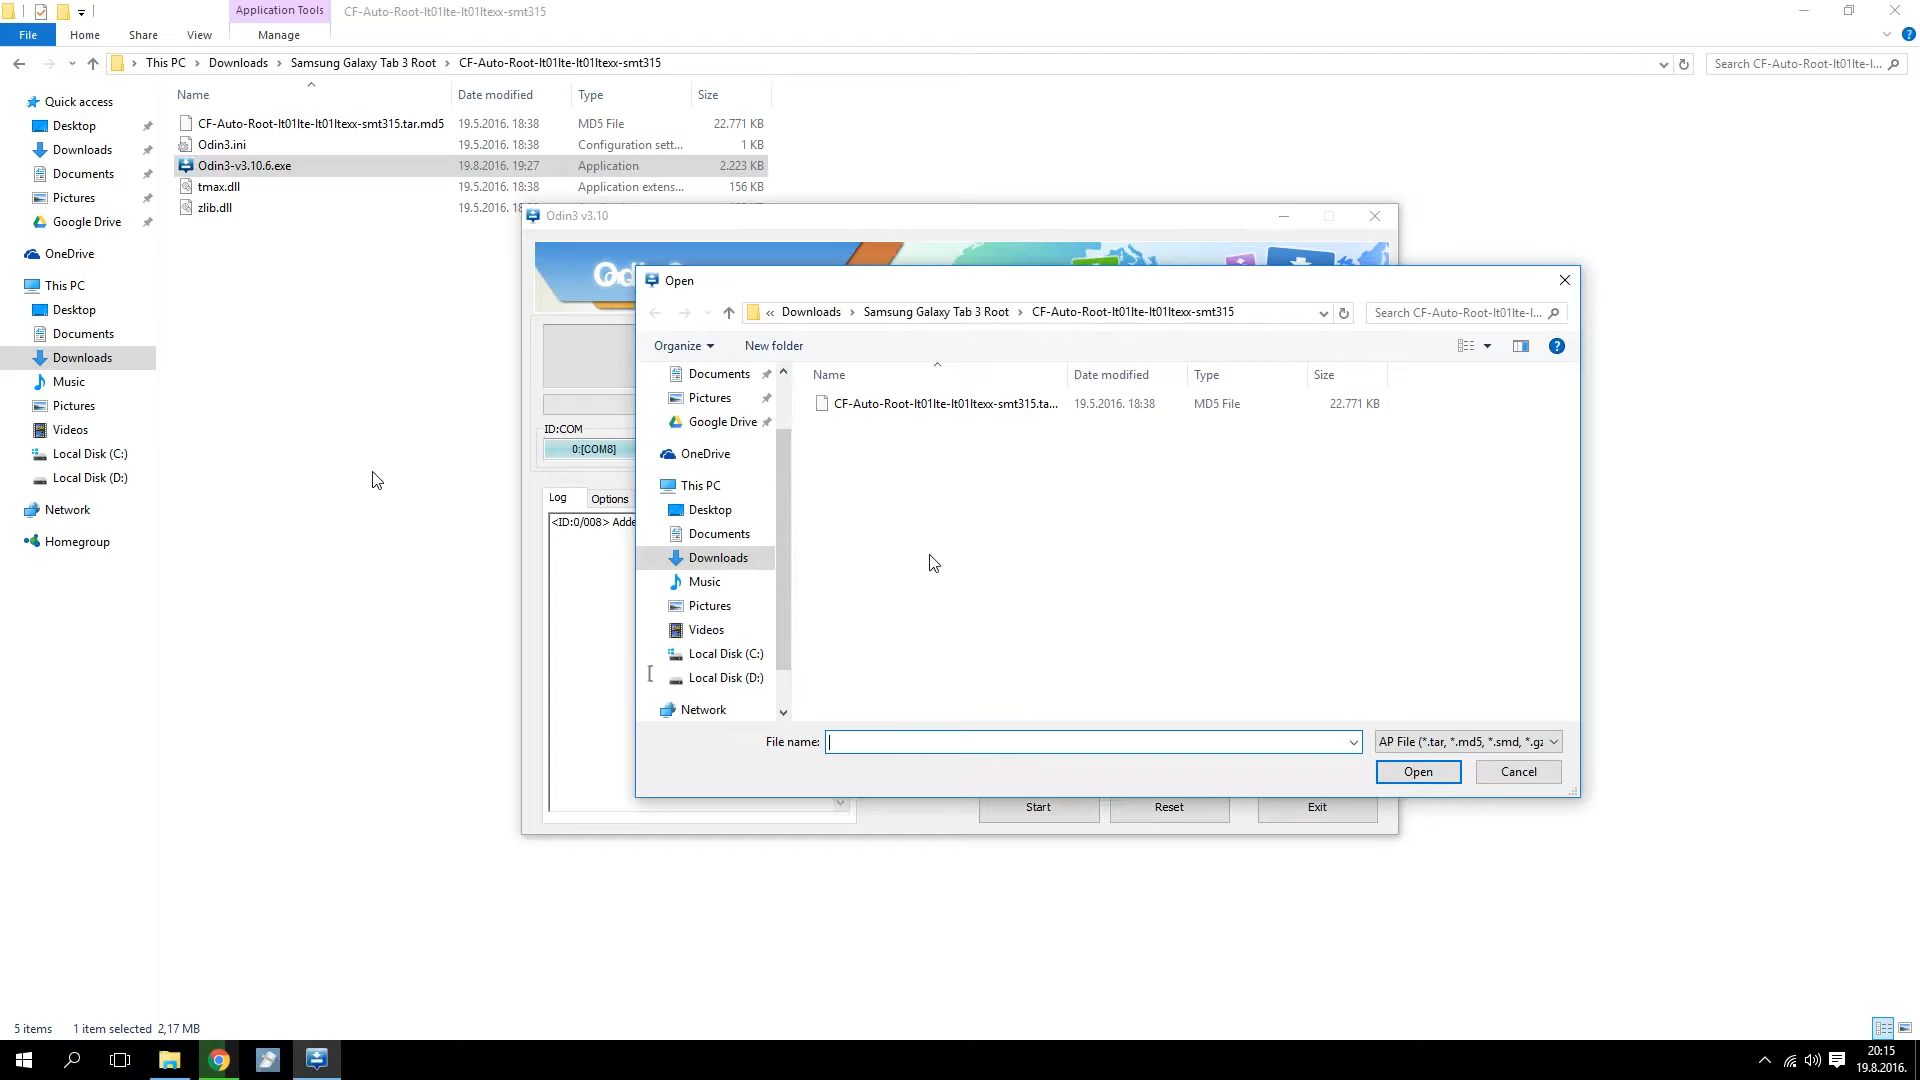 Application Tools
CF-Auto-Root-lt01lte-lt01ltexx-smt315
File Home Share View Manage
This PC Downloads Samsung Galaxy Tab 3 Root CF-Auto-Root-lt01lte-lt01ltexx-smt315
Search CF-Auto-Root-lt01lte-l...
Name Date modified Type Size
CF-Auto-Root-lt01lte-lt01ltexx-smt315.tar.md5 19.5.2016. 18:38 MD5 File 22.771 KB
Odin3.ini 19.5.2016. 18:38 Configuration sett... 1 KB
Odin3-v3.10.6.exe 19.8.2016. 19:27 Application 2.223 KB
tmax.dll 19.5.2016. 18:38 Application extens... 156 KB
zlib.dll 19.5.2016.
Quick access
Desktop
Downloads
Documents
Pictures
Google Drive
OneDrive
This PC
Desktop
Documents
Downloads
Music
Pictures
Videos
Local Disk (C:)
Local Disk (D:)
Network
Homegroup
Odin3 v3.10
ID:COM
0:[COM8]
Log Options
<ID:0/008> Adde
Start Reset Exit
Open
« Downloads Samsung Galaxy Tab 3 Root CF-Auto-Root-lt01lte-lt01ltexx-smt315
Search CF-Auto-Root-lt01lte-l...
Organize New folder
Name Date modified Type Size
CF-Auto-Root-lt01lte-lt01ltexx-smt315.ta... 19.5.2016. 18:38 MD5 File 22.771 KB
Documents
Pictures
Google Drive
OneDrive
This PC
Desktop
Documents
Downloads
Music
Pictures
Videos
Local Disk (C:)
Local Disk (D:)
Network
File name: AP File (*.tar, *.md5, *.smd, *.gz
Open Cancel
5 items 1 item selected 2,17 MB
20:15
19.8.2016.